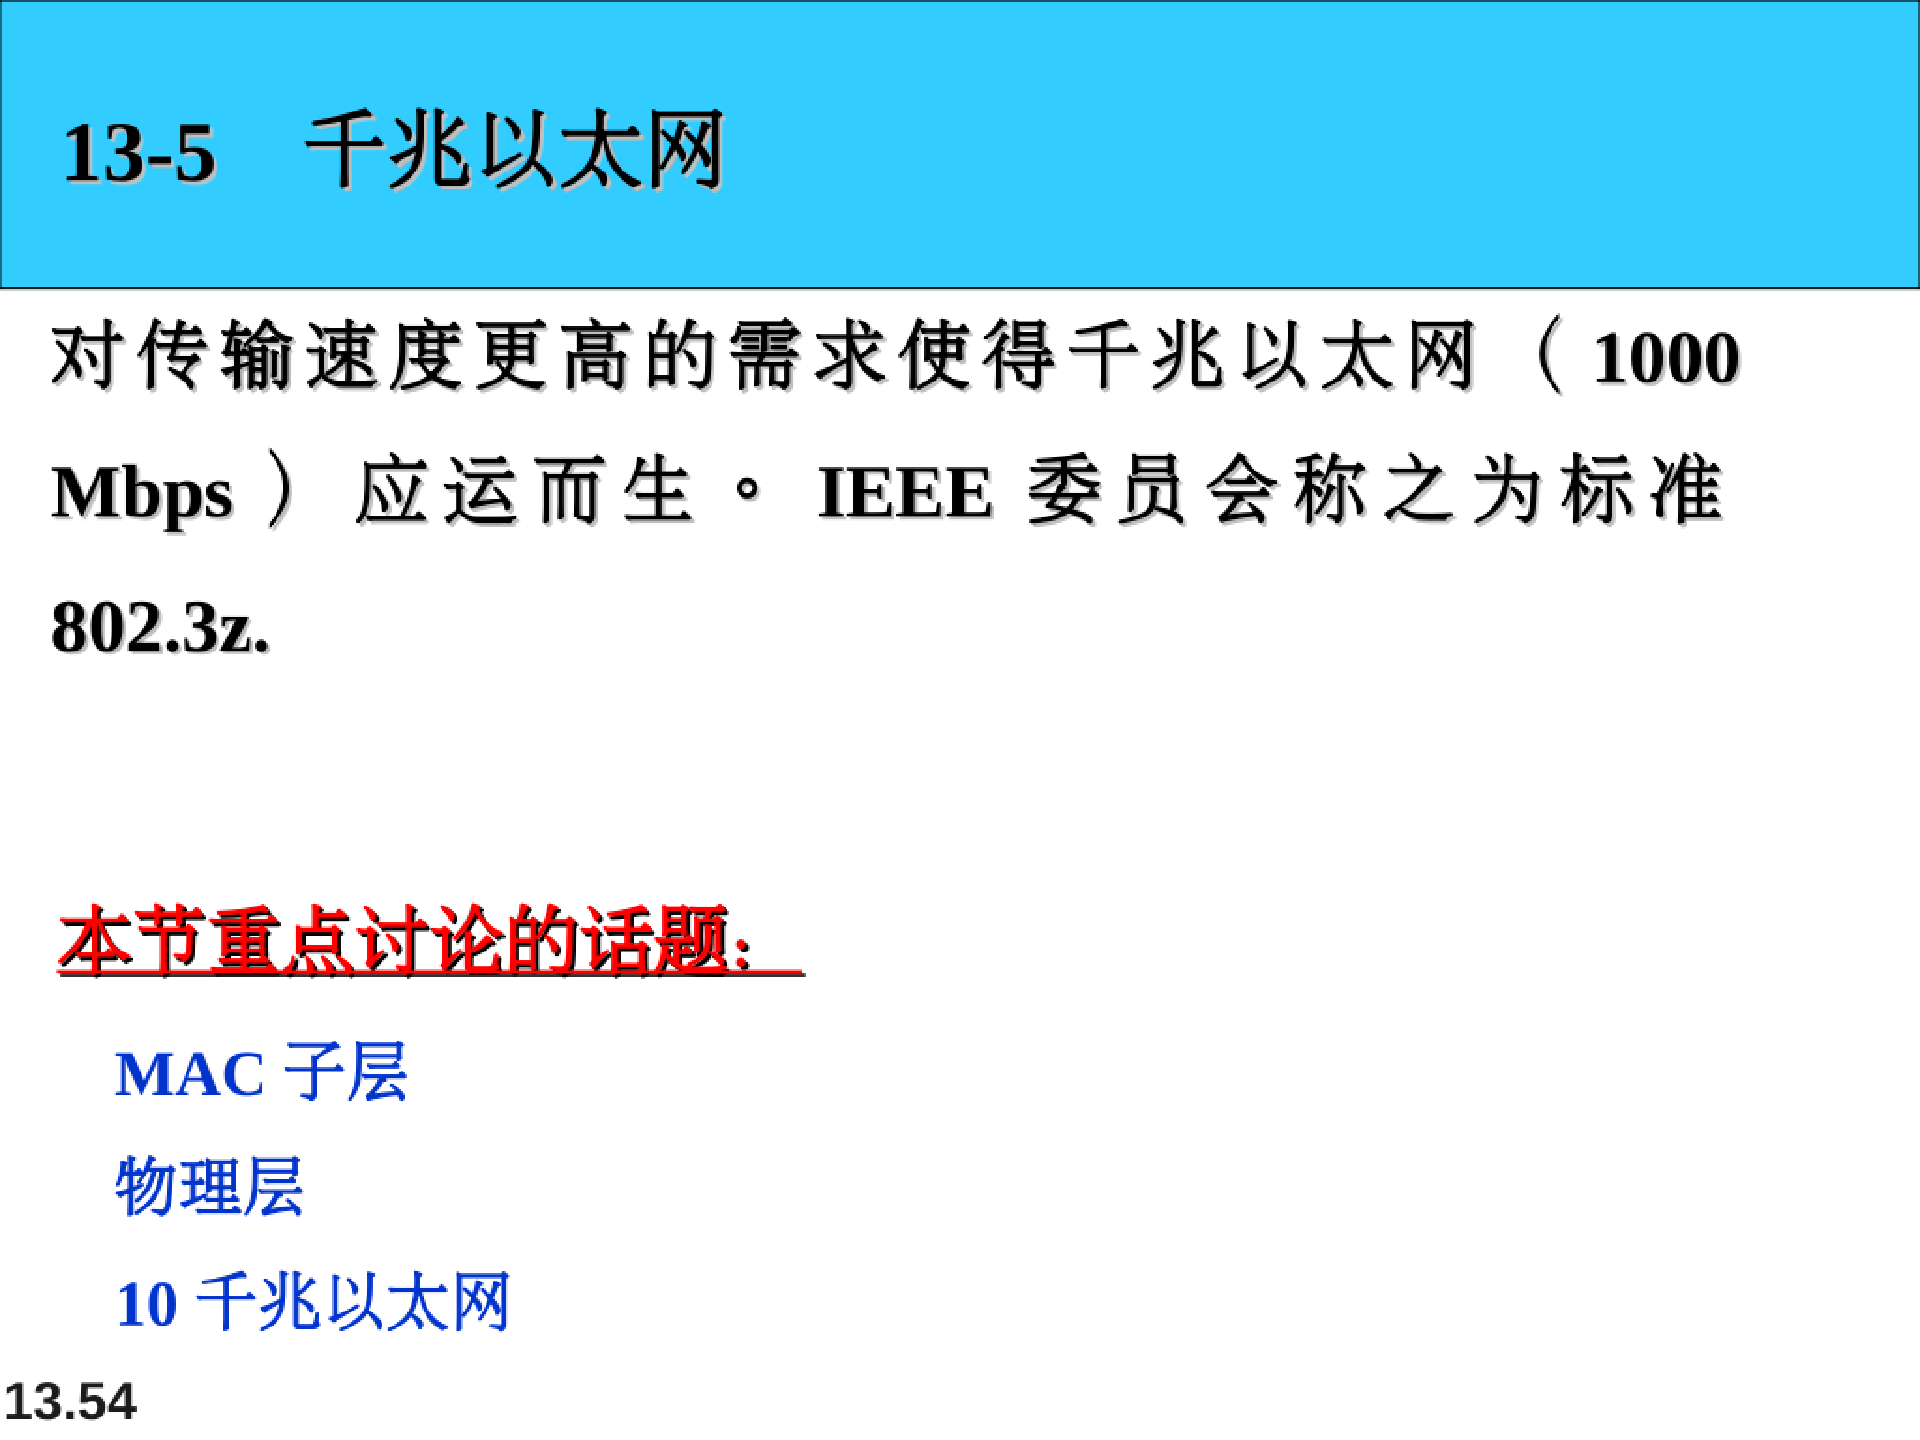 13-5 千兆以太网
对传输速度更高的需求使得千兆以太网（1000
Mbps）应运而生。IEEE 委员会称之为标准
802.3z.
本节重点讨论的话题:
MAC 子层
物理层
10 千兆以太网
13.54